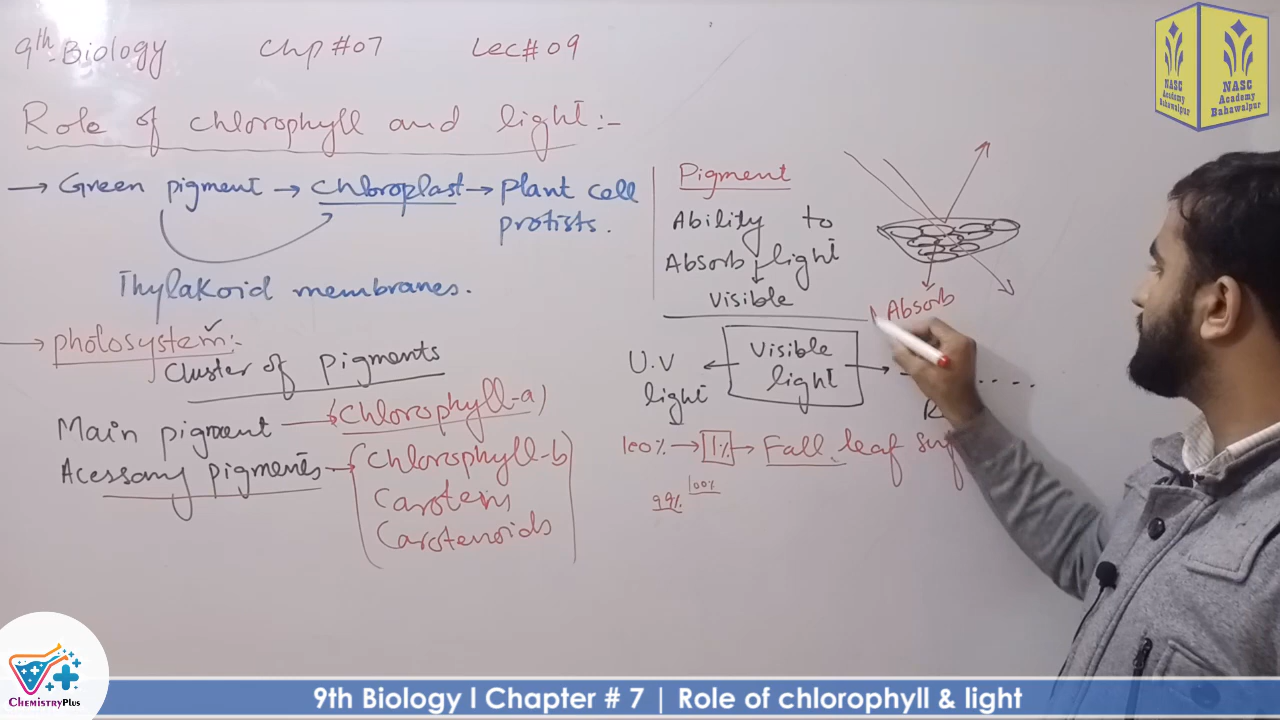 9th Biology Chp #07 Lec# 09
Role of chlorophyll and light:-
→ Green pigment → chloroplast → plant cell
protists.
Thylakoid membranes.
→ photosystem:-
Cluster of pigments
Main pigment → (chlorophyll-a)
Acessory pigments → (chlorophyll-b
Carotein
Carotenoids)
Pigment
Ability to
Absorb light
↓
Visible
Absorb
U.V
light
← Visible
light →
100% → 1% → Fall leaf
99% 100%
NASC
Academy
Bahawalpur
NASC
Academy
Bahawalpur
ChemistryPlus
9th Biology l Chapter # 7 | Role of chlorophyll & light